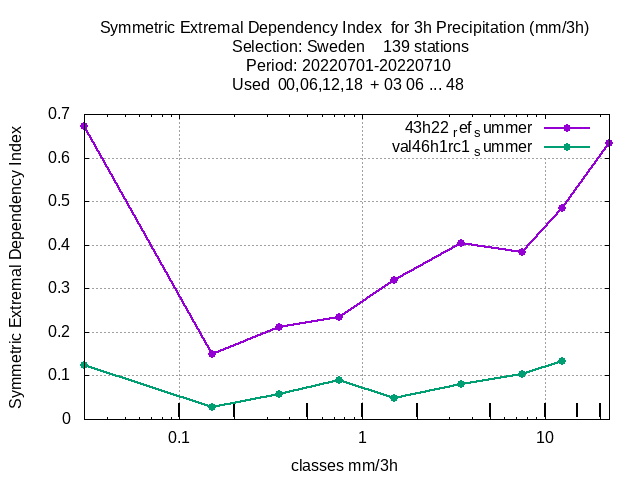 Symmetric Extremal Dependency Index for 3h Precipitation (mm/3h)
Selection: Sweden 139 stations
Period: 20220701-20220710
Used 00,06,12,18 + 03 06 ... 48
43h22 ref summer
val46h1rc1 summer
0.7
0.6
0.5
0.4
0.3
0.2
0.1
0
Symmetric Extremal Dependency Index
0.1 1 10
classes mm/3h